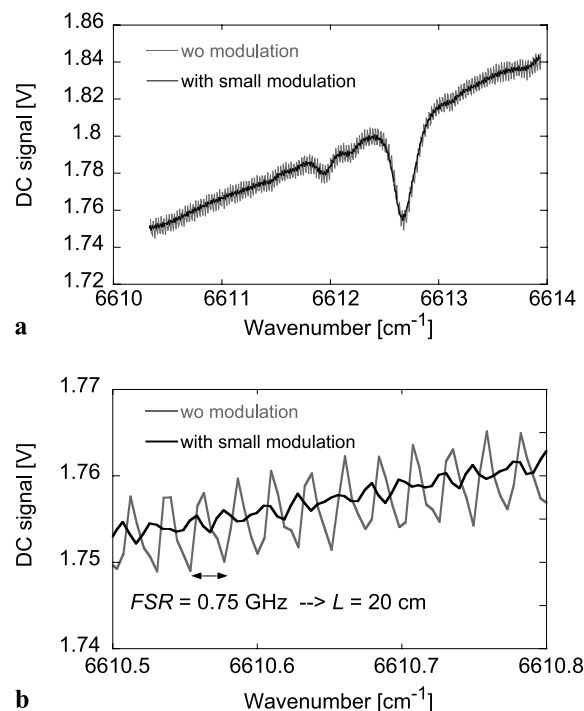 1.86
wo modulation
1.84
with small modulation
1.82
1.8
1.78
1.76
1.74
1.72
DC signal [V]
6610 6611 6612 6613 6614
a
Wavenumber [cm⁻¹]
1.77
wo modulation
with small modulation
1.76
DC signal [V]
1.75
FSR = 0.75 GHz --> L = 20 cm
1.74
6610.5 6610.6 6610.7 6610.8
b
Wavenumber [cm⁻¹]